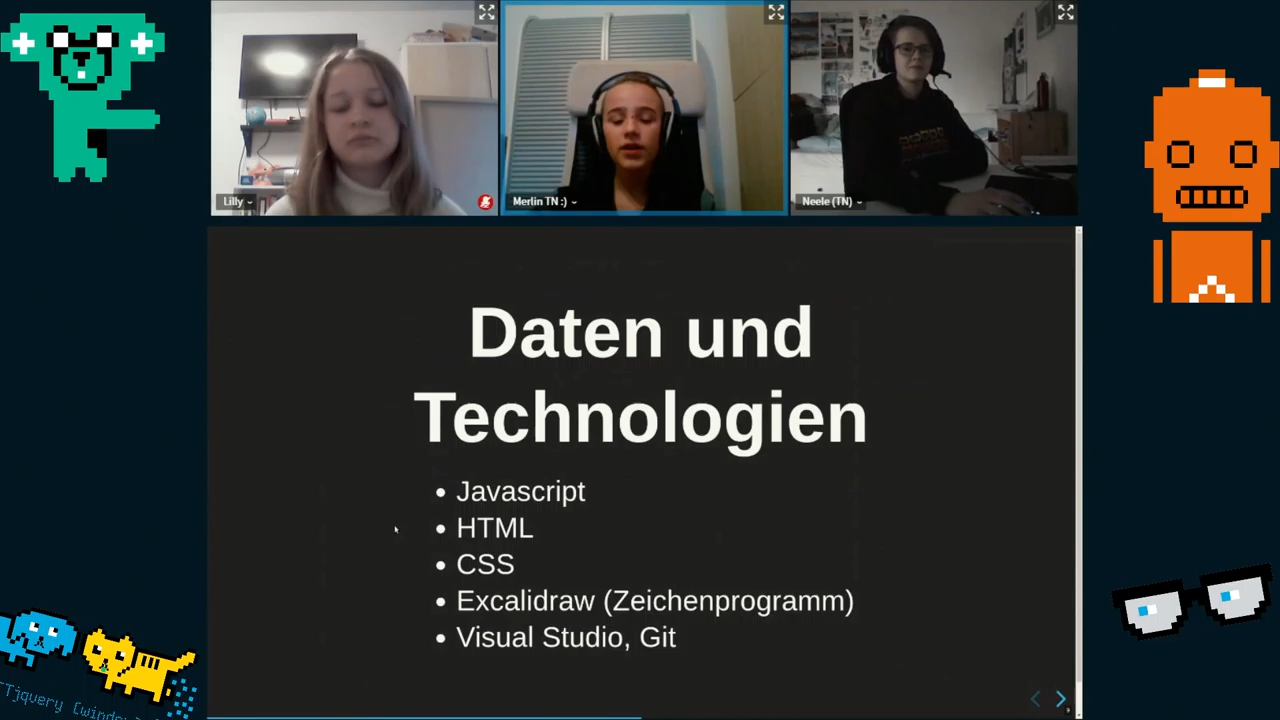 Lilly
Merlin TN :)
Neele (TN)
Daten und
Technologien
Javascript
HTML
CSS
Excalidraw (Zeichenprogramm)
Visual Studio, Git